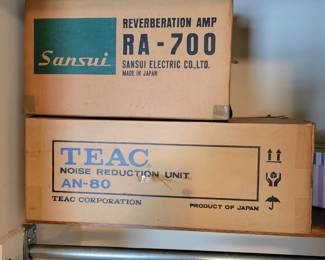 Sansui
REVERBERATION AMP
RA - 700
SANSUI ELECTRIC CO.,LTD.
MADE IN JAPAN
TEAC
NOISE REDUCTION UNIT
AN-80
TEAC CORPORATION
PRODUCT OF JAPAN